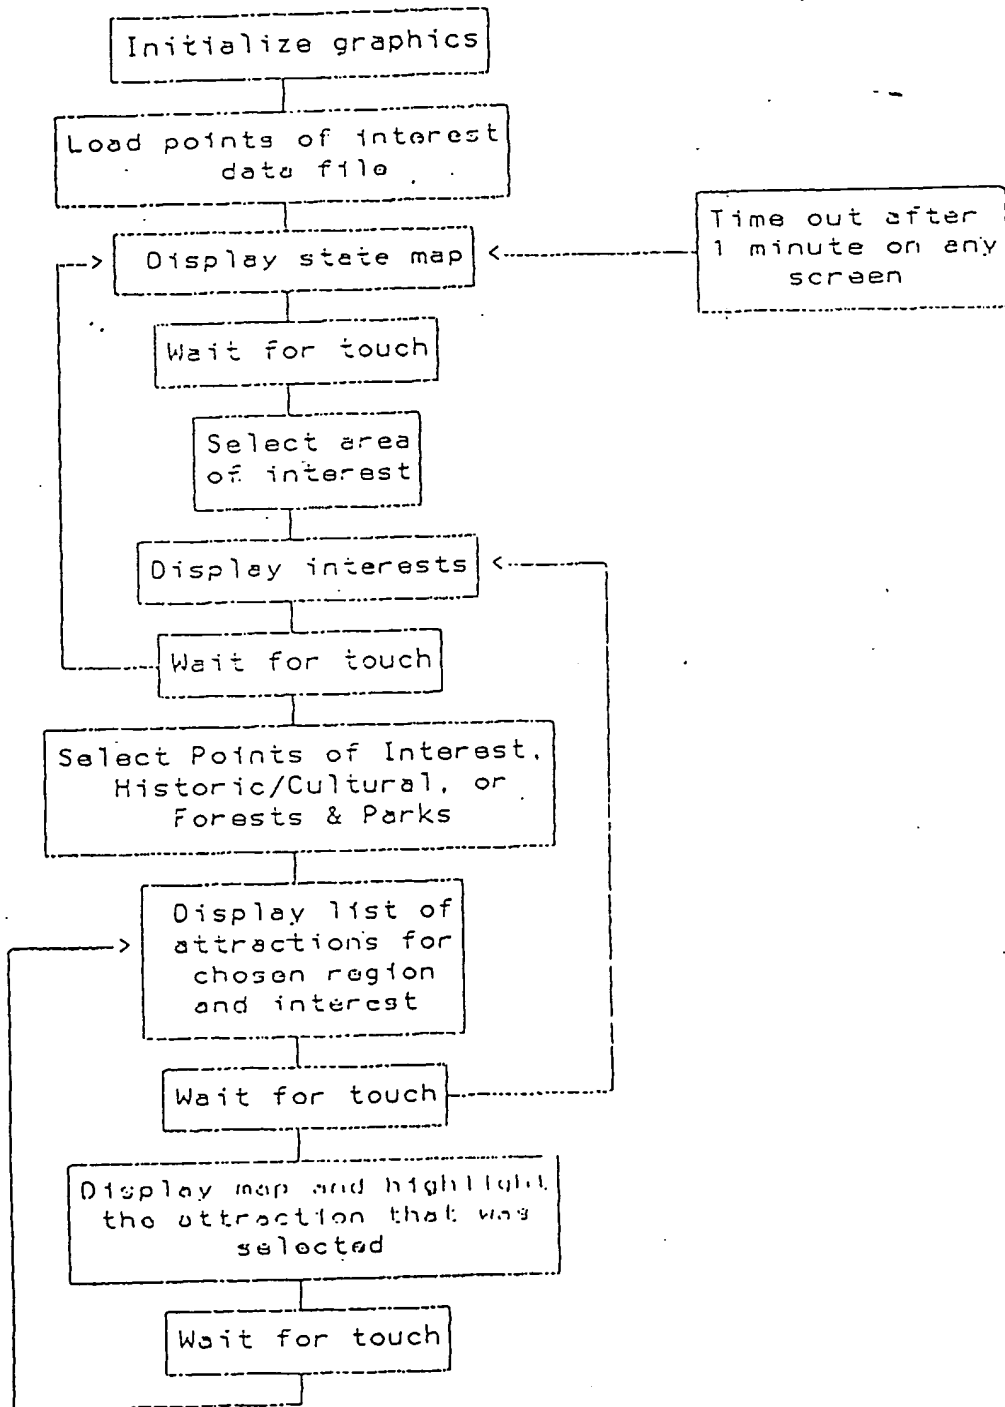 Initialize graphics
Load points of interest
data file
Display state map
Time out after
1 minute on any
screen
Wait for touch
Select area
of interest
Display interests
Wait for touch
Select Points of Interest,
Historic/Cultural, or
Forests & Parks
Display list of
attractions for
chosen region
and interest
Wait for touch
Display map and highlight
the attraction that was
selected
Wait for touch